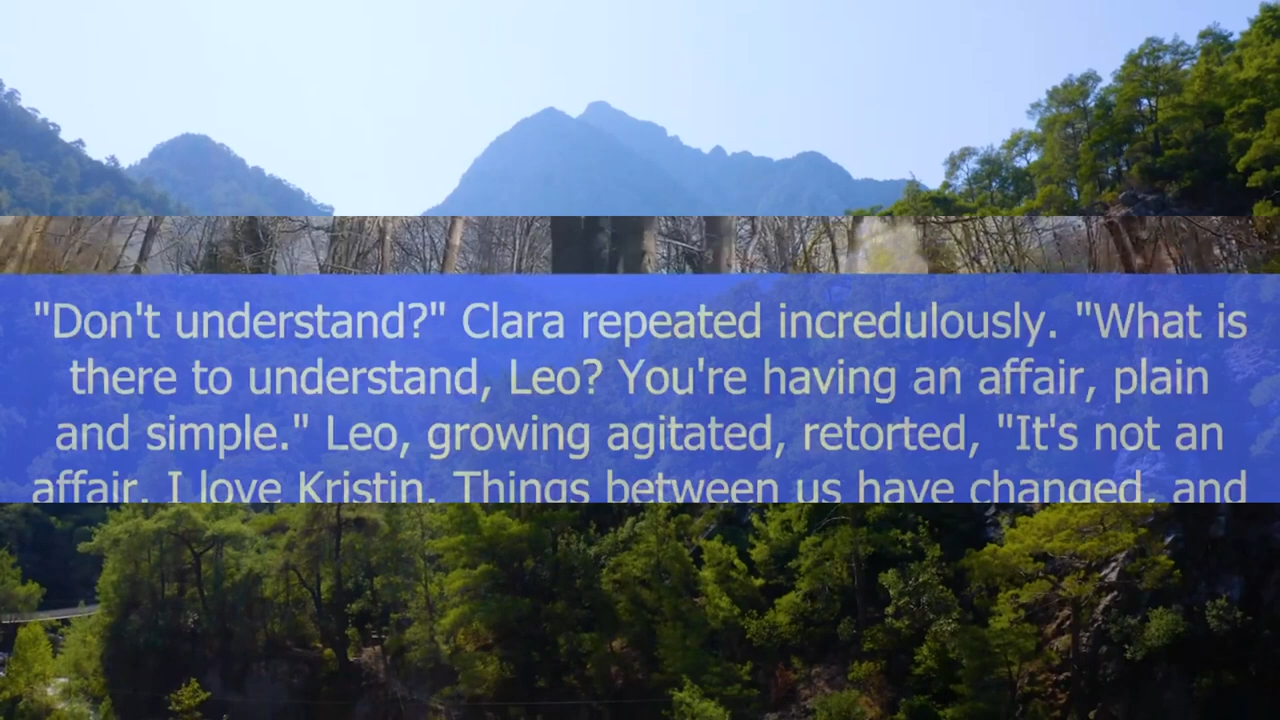 "Don't understand?" Clara repeated incredulously. "What is
there to understand, Leo? You're having an affair, plain
and simple." Leo, growing agitated, retorted, "It's not an
affair. I love Kristin. Things between us have changed, and